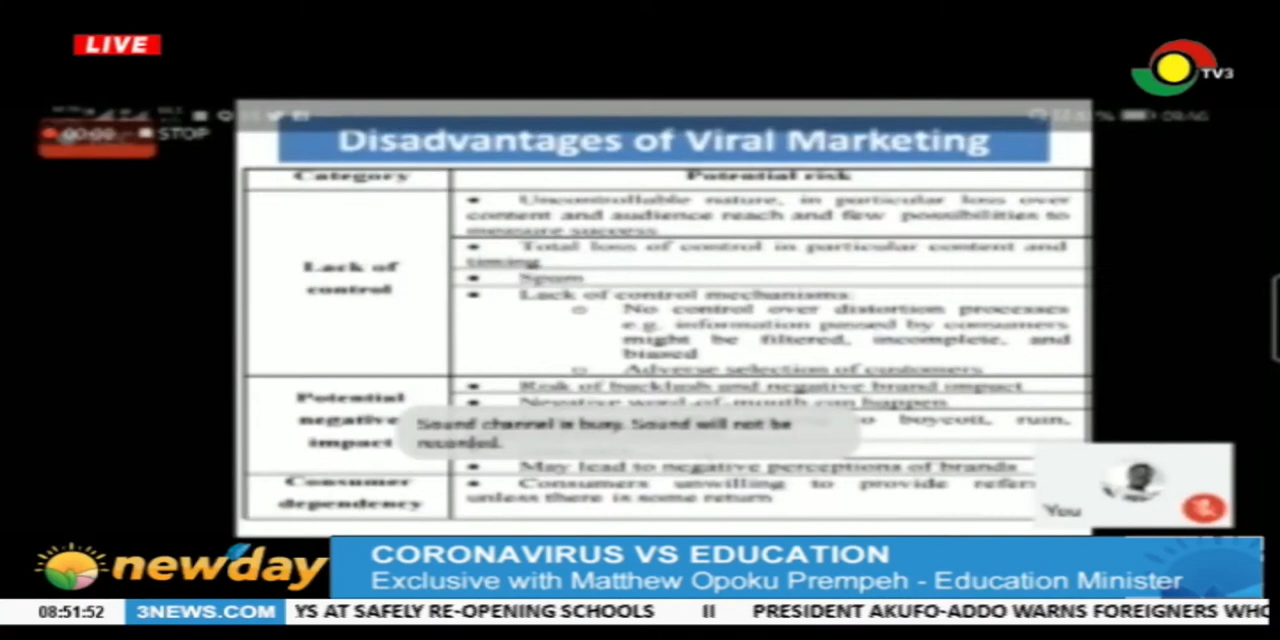 LIVE
TV3
STOP
Disadvantages of Viral Marketing
Category
Potential risk
Uncontrollable nature, in particular loss over
content and audience reach and few possibilities to
measure success
Total loss of control in particular content and
timing
Lack of
control
Spam
Lack of control mechanisms:
No control over distortion processes
e.g. information passed by consumers
might be filtered, incomplete, and
biased
Adverse selection of customers
Potential
negative
impact
Risk of backlash and negative brand impact
Negative word-of-mouth can happen
to boycott, ruin,
Sound channel is busy. Sound will not be
recorded.
May lead to negative perceptions of brands
Consumer
dependency
Consumers unwilling to provide
unless there is some return
You
newday
CORONAVIRUS VS EDUCATION
Exclusive with Matthew Opoku Prempeh - Education Minister
08:51:52
3NEWS.COM
YS AT SAFELY RE-OPENING SCHOOLS II PRESIDENT AKUFO-ADDO WARNS FOREIGNERS WHO